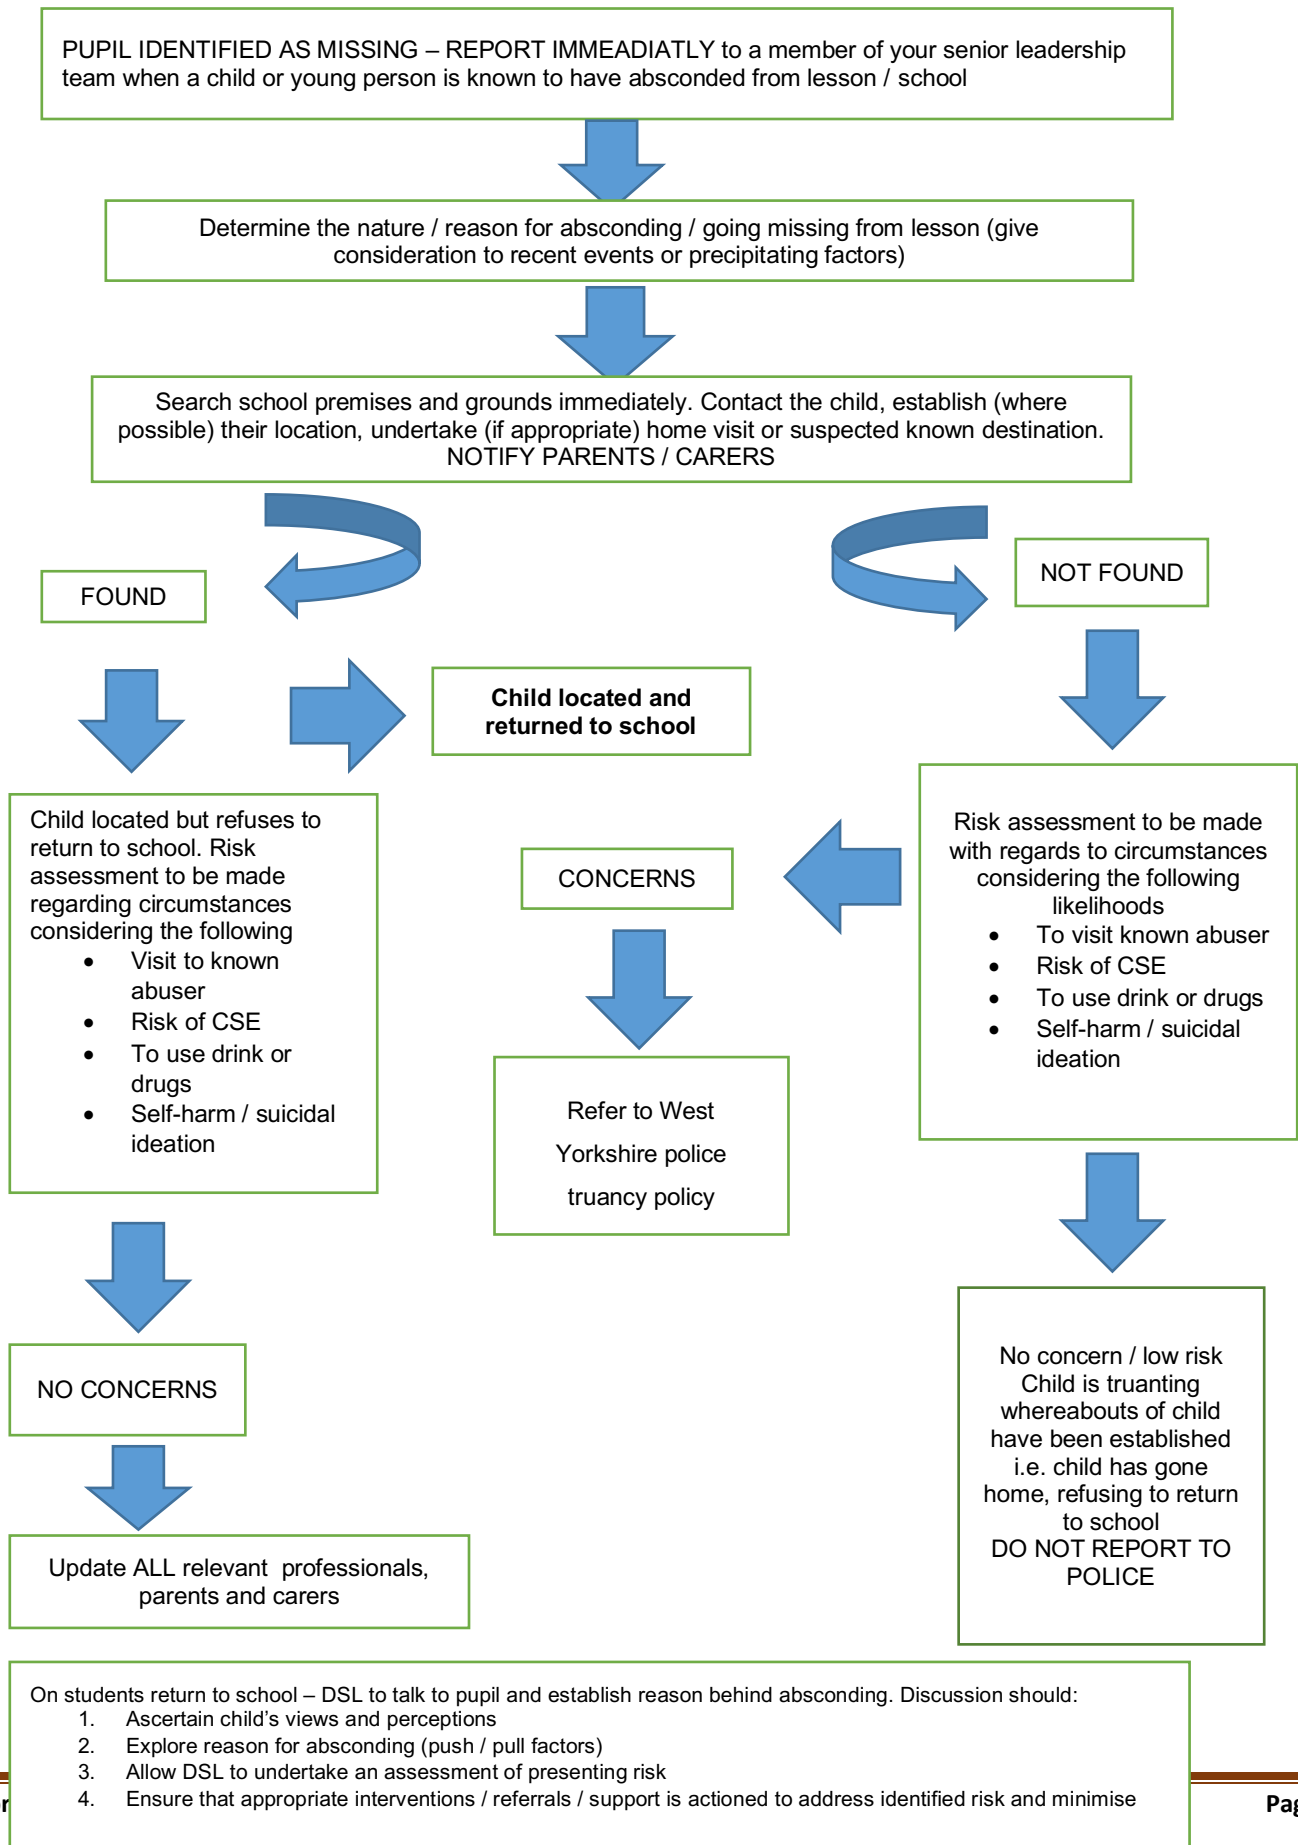 PUPIL IDENTIFIED AS MISSING – REPORT IMMEADIATLY to a member of your senior leadership
team when a child or young person is known to have absconded from lesson / school
Determine the nature / reason for absconding / going missing from lesson (give
consideration to recent events or precipitating factors)
Search school premises and grounds immediately. Contact the child, establish (where
possible) their location, undertake (if appropriate) home visit or suspected known destination.
NOTIFY PARENTS / CARERS
FOUND
NOT FOUND
Child located and
returned to school
Child located but refuses to
return to school. Risk
assessment to be made
regarding circumstances
considering the following
• Visit to known
abuser
• Risk of CSE
• To use drink or
drugs
• Self-harm / suicidal
ideation
CONCERNS
Risk assessment to be made
with regards to circumstances
considering the following
likelihoods
• To visit known abuser
• Risk of CSE
• To use drink or drugs
• Self-harm / suicidal
ideation
Refer to West
Yorkshire police
truancy policy
NO CONCERNS
No concern / low risk
Child is truanting
whereabouts of child
have been established
i.e. child has gone
home, refusing to return
to school
DO NOT REPORT TO
POLICE
Update ALL relevant professionals,
parents and carers
On students return to school – DSL to talk to pupil and establish reason behind absconding. Discussion should:
1. Ascertain child's views and perceptions
2. Explore reason for absconding (push / pull factors)
3. Allow DSL to undertake an assessment of presenting risk
4. Ensure that appropriate interventions / referrals / support is actioned to address identified risk and minimise